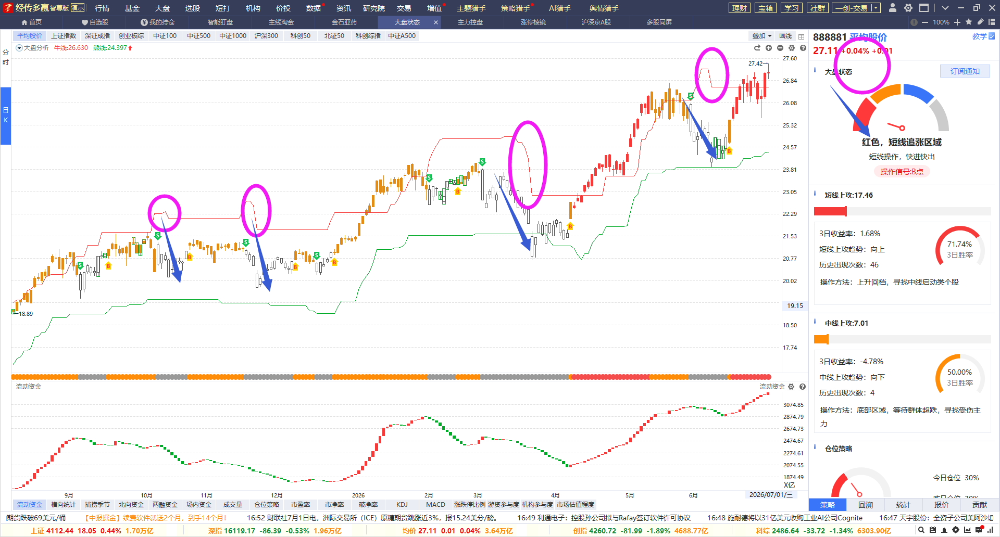 经传多赢 智尊版 演示 行情 基金 大盘 选股 短打 机构 价投 数据 资讯 研究院 交易 增值 主题猎手 策略猎手 AI猎手 舆情猎手 理财 宝箱 学习 社群 一创-交易
首页 自选股 我的持仓 智能盯盘 主线淘金 金石亚药 大盘状态 × 主力控盘 涨停棱镜 沪深京A股 多股同屏 100%
平均股价 上证指数 深证成指 创业板综 中证100 中证500 中证1000 沪深300 科创50 北证50 科创综指 中证A500 叠加 画线
大盘分析 牛线:26.630 熊线:24.397
分时
日K
27.60
26.84
26.08
25.32
24.57
23.81
23.05
22.29
21.53
20.77
20.02
19.15
18.50
17.74
27.42
18.89
S S S S S S S
B B B B B B B
流动资金
流动资金
3074.85
2874.79
2674.73
2474.67
2274.61
2074.55
1874.49
X亿
9月 10月 11月 12月 2026 2月 3月 4月 5月 6月 2026/07/01/三
流动资金 横向统计 捕捞季节 北向资金 两融资金 场内资金 成交量 仓位策略 市盈率 市净率 破净率 KDJ MACD 涨跌停比例 游资参与度 机构参与度 市场估值程度
888881 平均股价 教学
27.11 +0.04% +0.01
大盘状态
订阅通知
红色，短线追涨区域
短线操作，快进快出
操作信号:B点
短线上攻:17.46
3日收益率：1.68%
短线上攻趋势：向上
历史出现次数：46
71.74%
3日胜率
操作方法：上升回档，寻找中线启动类个股
中线上攻:7.01
3日收益率：-4.78%
中线上攻趋势：向下
历史出现次数：4
50.00%
3日胜率
操作方法：底部区域，等待群体超跌，寻找受伤主力
仓位策略
今日仓位 30%
昨日仓位 30%
策略 回溯 统计 报价 贡献
期货跌破69美元/桶 【中报掘金】续费软件就送2个月，到手14个月！ 16:52 财联社7月1日电，洲际交易所（ICE）原糖期货跳涨近3%，报15.24美分/磅。 16:49 利通电子：控股孙公司拟与Rafay签订软件许可协议 16:48 施耐德将以31亿美元收购工业AI公司Cognite 16:47 天宇股份：全资子公司美阿沙坦
上证 4112.44 18.05 0.44% 1.70万亿 深指 16119.17 -86.39 -0.53% 1.96万亿 均价 27.11 0.01 0.04% 3.64万亿 创指 4260.72 -81.99 -1.89% 4688.77亿 科综 2486.64 -33.72 -1.34% 6303.90亿